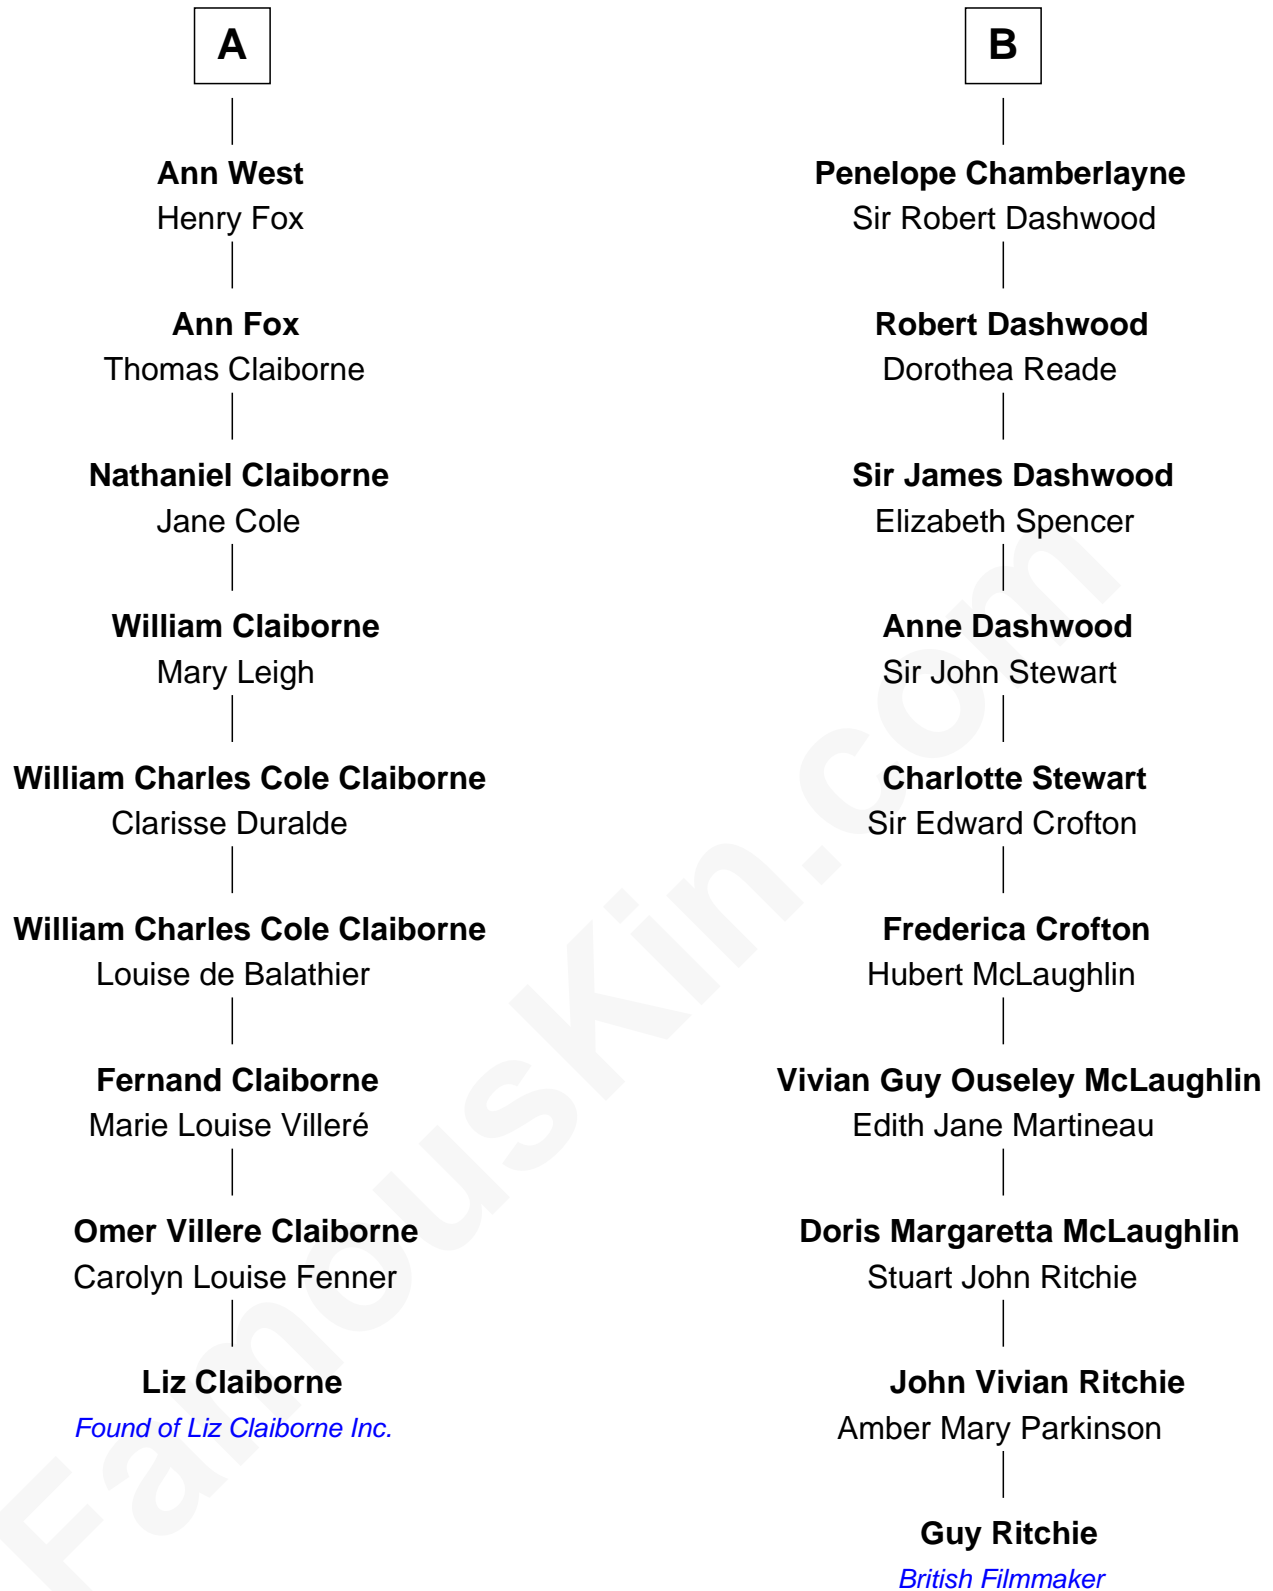 A
Ann West
Henry Fox
Ann Fox
Thomas Claiborne
Nathaniel Claiborne
Jane Cole
William Claiborne
Mary Leigh
William Charles Cole Claiborne
Clarisse Duralde
William Charles Cole Claiborne
Louise de Balathier
Fernand Claiborne
Marie Louise Villeré
Omer Villere Claiborne
Carolyn Louise Fenner
Liz Claiborne
Found of Liz Claiborne Inc.
B
Penelope Chamberlayne
Sir Robert Dashwood
Robert Dashwood
Dorothea Reade
Sir James Dashwood
Elizabeth Spencer
Anne Dashwood
Sir John Stewart
Charlotte Stewart
Sir Edward Crofton
Frederica Crofton
Hubert McLaughlin
Vivian Guy Ouseley McLaughlin
Edith Jane Martineau
Doris Margaretta McLaughlin
Stuart John Ritchie
John Vivian Ritchie
Amber Mary Parkinson
Guy Ritchie
British Filmmaker
FamousKin.com